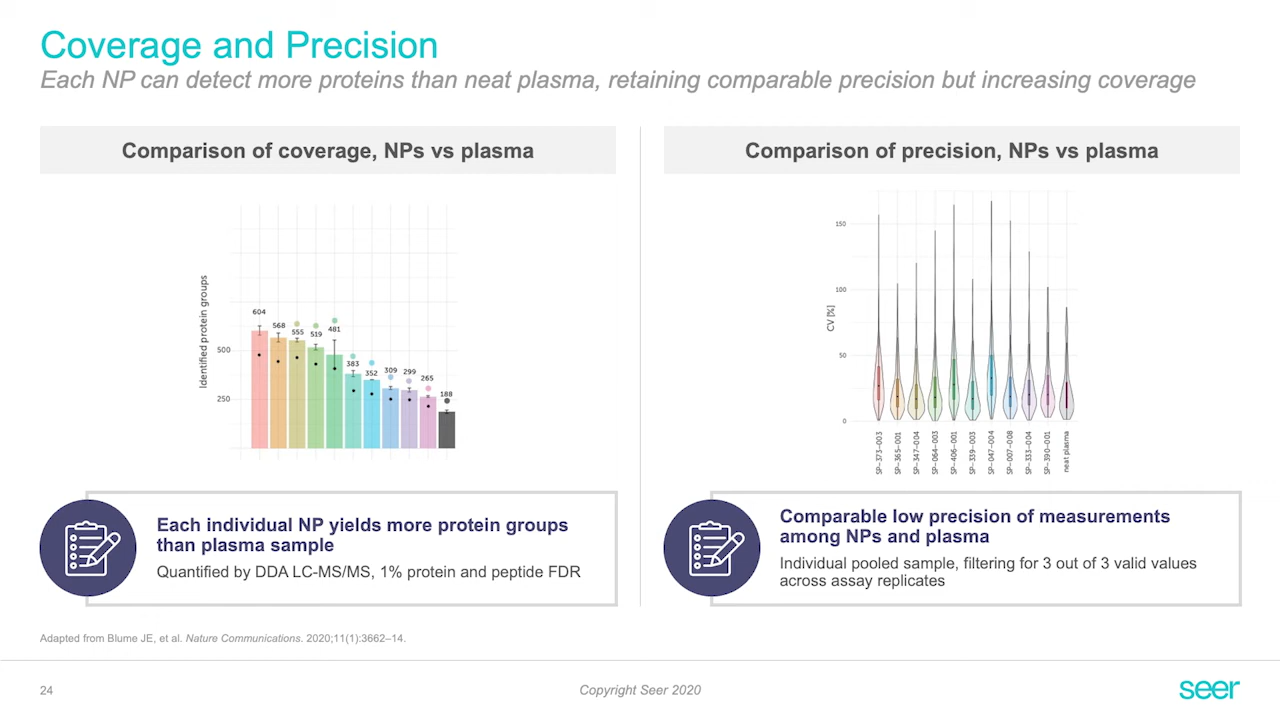 Coverage and Precision
Each NP can detect more proteins than neat plasma, retaining comparable precision but increasing coverage
Comparison of coverage, NPs vs plasma
Identified protein groups
500
250
604
568
555
519
481
383
352
309
299
265
188
Each individual NP yields more protein groups
than plasma sample
Quantified by DDA LC-MS/MS, 1% protein and peptide FDR
Comparison of precision, NPs vs plasma
CV [%]
150
100
50
0
SP–373–003
SP–365–001
SP–347–004
SP–064–003
SP–406–001
SP–339–003
SP–047–004
SP–007–008
SP–333–004
SP–390–001
neat plasma
Comparable low precision of measurements
among NPs and plasma
Individual pooled sample, filtering for 3 out of 3 valid values
across assay replicates
Adapted from Blume JE, et al. Nature Communications. 2020;11(1):3662–14.
24
Copyright Seer 2020
seer